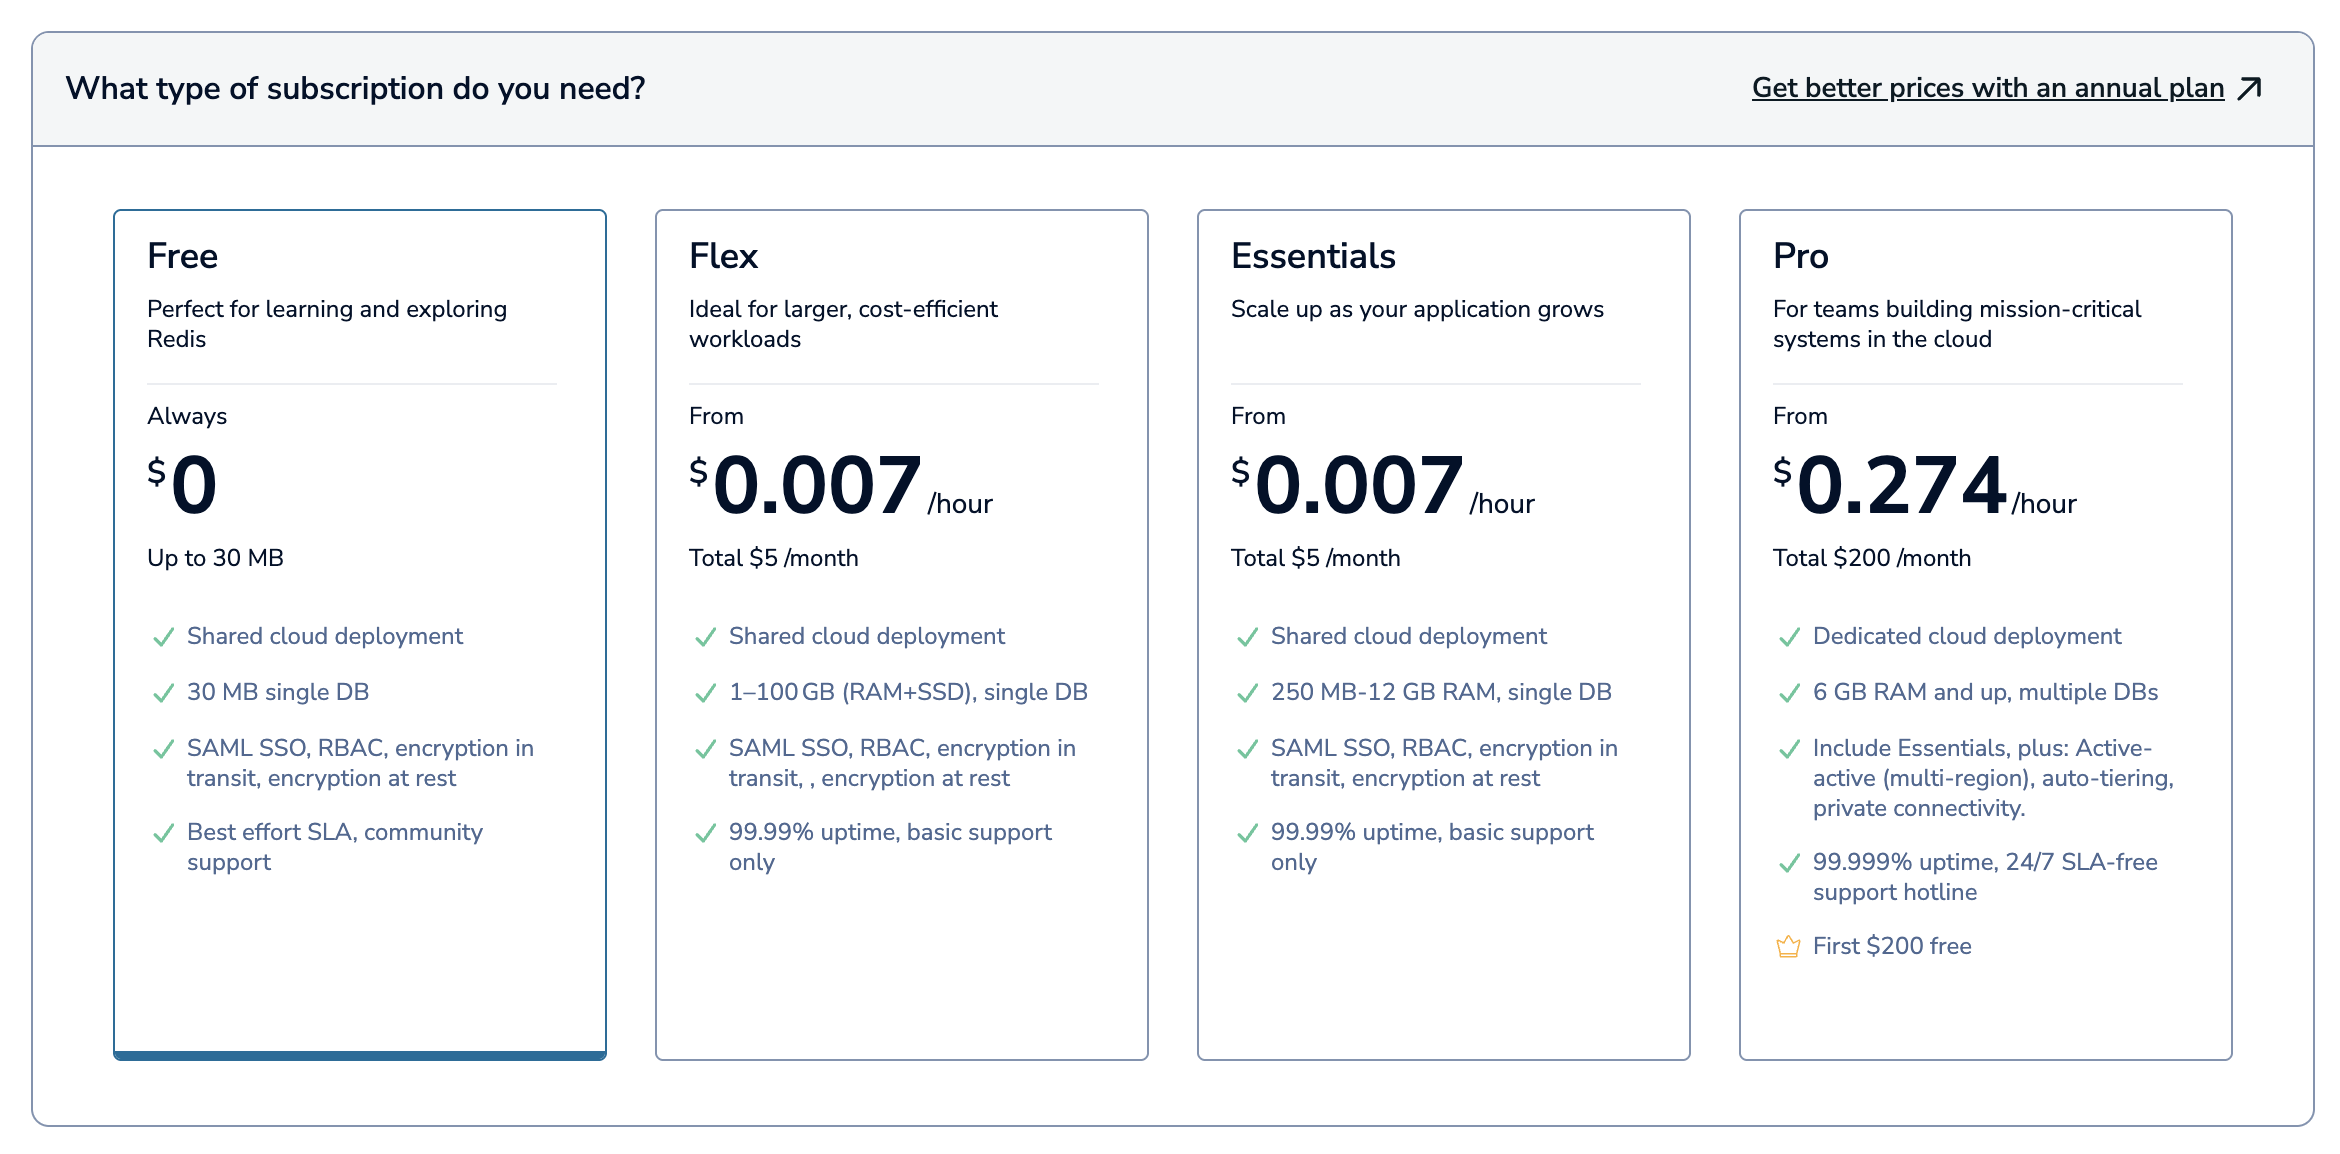 What type of subscription do you need?
Get better prices with an annual plan
Free
Perfect for learning and exploring
Redis
Always
$0
Up to 30 MB
Shared cloud deployment
30 MB single DB
SAML SSO, RBAC, encryption in
transit, encryption at rest
Best effort SLA, community
support
Flex
Ideal for larger, cost-efficient
workloads
From
$0.007/hour
Total $5 /month
Shared cloud deployment
1–100 GB (RAM+SSD), single DB
SAML SSO, RBAC, encryption in
transit, , encryption at rest
99.99% uptime, basic support
only
Essentials
Scale up as your application grows
From
$0.007/hour
Total $5 /month
Shared cloud deployment
250 MB-12 GB RAM, single DB
SAML SSO, RBAC, encryption in
transit, encryption at rest
99.99% uptime, basic support
only
Pro
For teams building mission-critical
systems in the cloud
From
$0.274/hour
Total $200 /month
Dedicated cloud deployment
6 GB RAM and up, multiple DBs
Include Essentials, plus: Active-
active (multi-region), auto-tiering,
private connectivity.
99.999% uptime, 24/7 SLA-free
support hotline
First $200 free